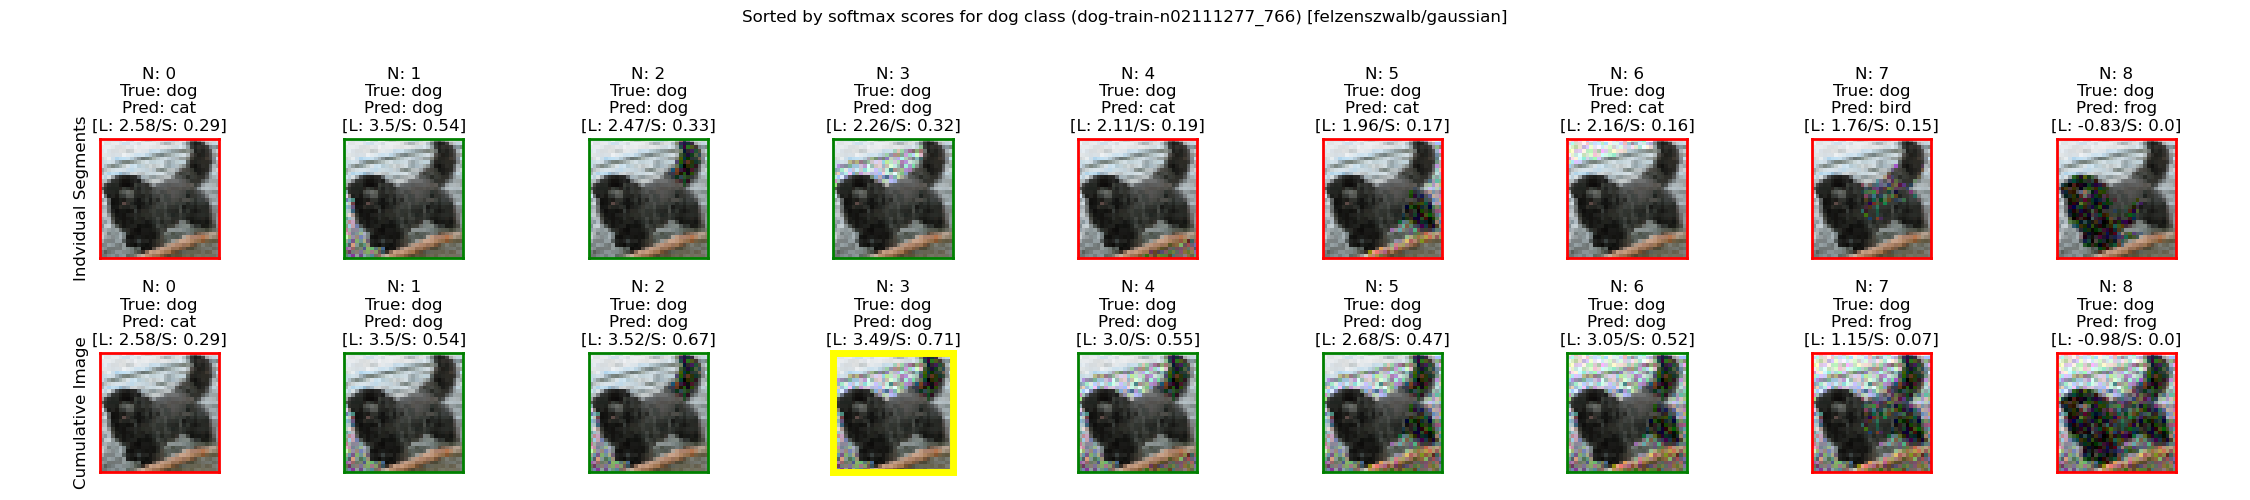 Sorted by softmax scores for dog class (dog-train-n02111277_766) [felzenszwalb/gaussian]
Indvidual Segments
N: 0
True: dog
Pred: cat
[L: 2.58/S: 0.29]
N: 1
True: dog
Pred: dog
[L: 3.5/S: 0.54]
N: 2
True: dog
Pred: dog
[L: 2.47/S: 0.33]
N: 3
True: dog
Pred: dog
[L: 2.26/S: 0.32]
N: 4
True: dog
Pred: cat
[L: 2.11/S: 0.19]
N: 5
True: dog
Pred: cat
[L: 1.96/S: 0.17]
N: 6
True: dog
Pred: cat
[L: 2.16/S: 0.16]
N: 7
True: dog
Pred: bird
[L: 1.76/S: 0.15]
N: 8
True: dog
Pred: frog
[L: -0.83/S: 0.0]
Cumulative Image
N: 0
True: dog
Pred: cat
[L: 2.58/S: 0.29]
N: 1
True: dog
Pred: dog
[L: 3.5/S: 0.54]
N: 2
True: dog
Pred: dog
[L: 3.52/S: 0.67]
N: 3
True: dog
Pred: dog
[L: 3.49/S: 0.71]
N: 4
True: dog
Pred: dog
[L: 3.0/S: 0.55]
N: 5
True: dog
Pred: dog
[L: 2.68/S: 0.47]
N: 6
True: dog
Pred: dog
[L: 3.05/S: 0.52]
N: 7
True: dog
Pred: frog
[L: 1.15/S: 0.07]
N: 8
True: dog
Pred: frog
[L: -0.98/S: 0.0]